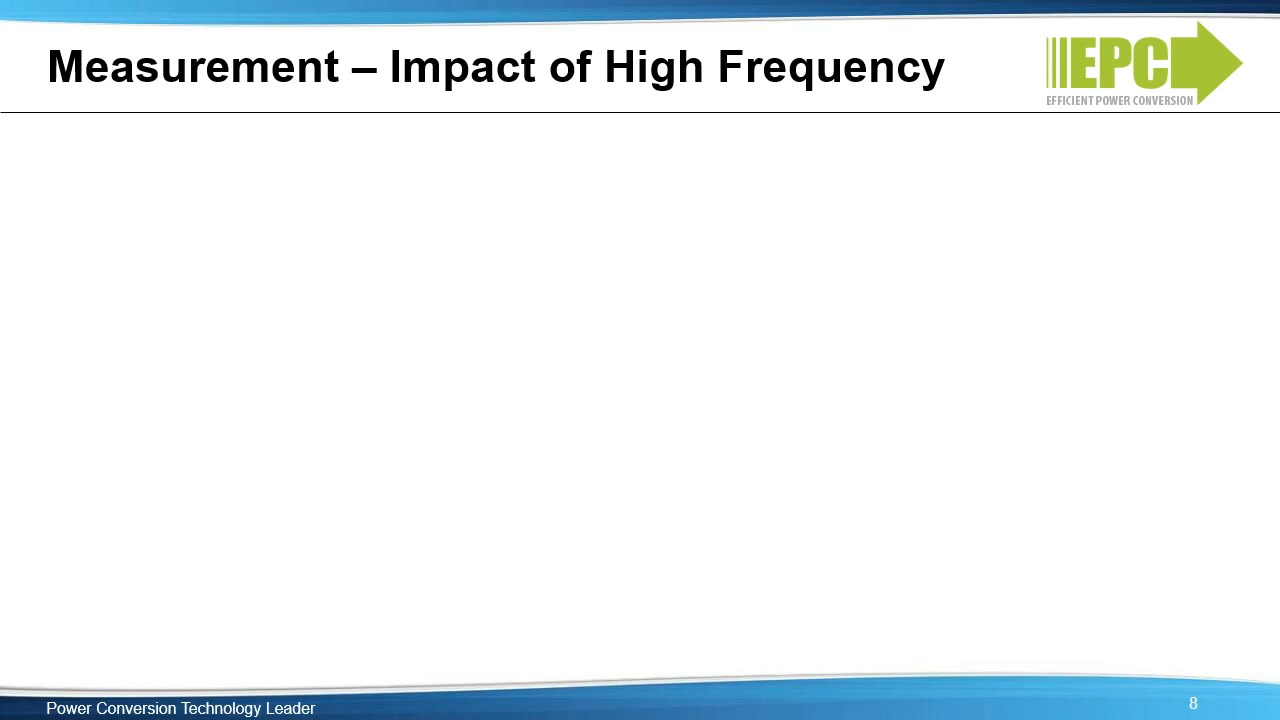 Measurement – Impact of High Frequency
EPC
EFFICIENT POWER CONVERSION
Power Conversion Technology Leader
8